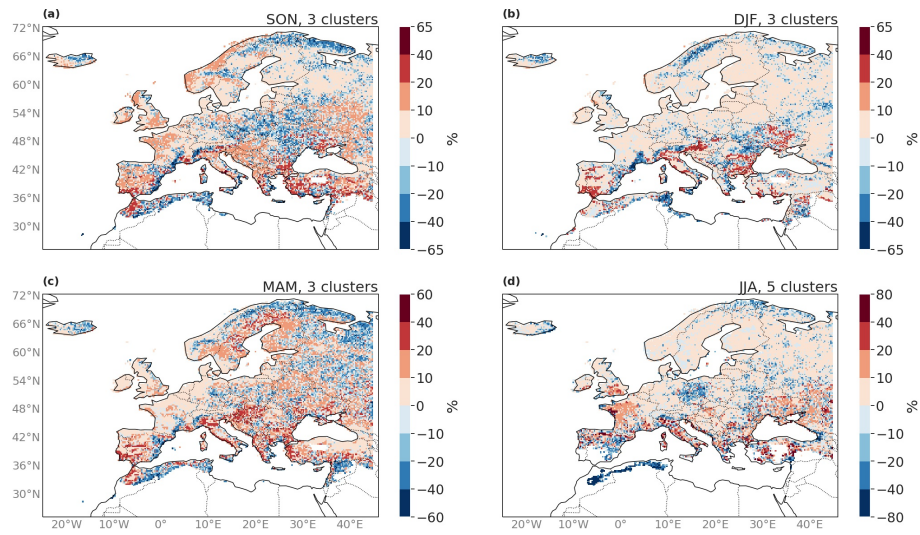 (a) SON, 3 clusters
72°N
66°N
60°N
54°N
48°N
42°N
36°N
30°N
65
40
20
10
0
−10
−20
−40
−65
%
(b) DJF, 3 clusters
65
40
20
10
0
−10
−20
−40
−65
%
(c) MAM, 3 clusters
72°N
66°N
60°N
54°N
48°N
42°N
36°N
30°N
20°W 10°W 0° 10°E 20°E 30°E 40°E
60
40
20
10
0
−10
−20
−40
−60
%
(d) JJA, 5 clusters
20°W 10°W 0° 10°E 20°E 30°E 40°E
80
40
20
10
0
−10
−20
−40
−80
%